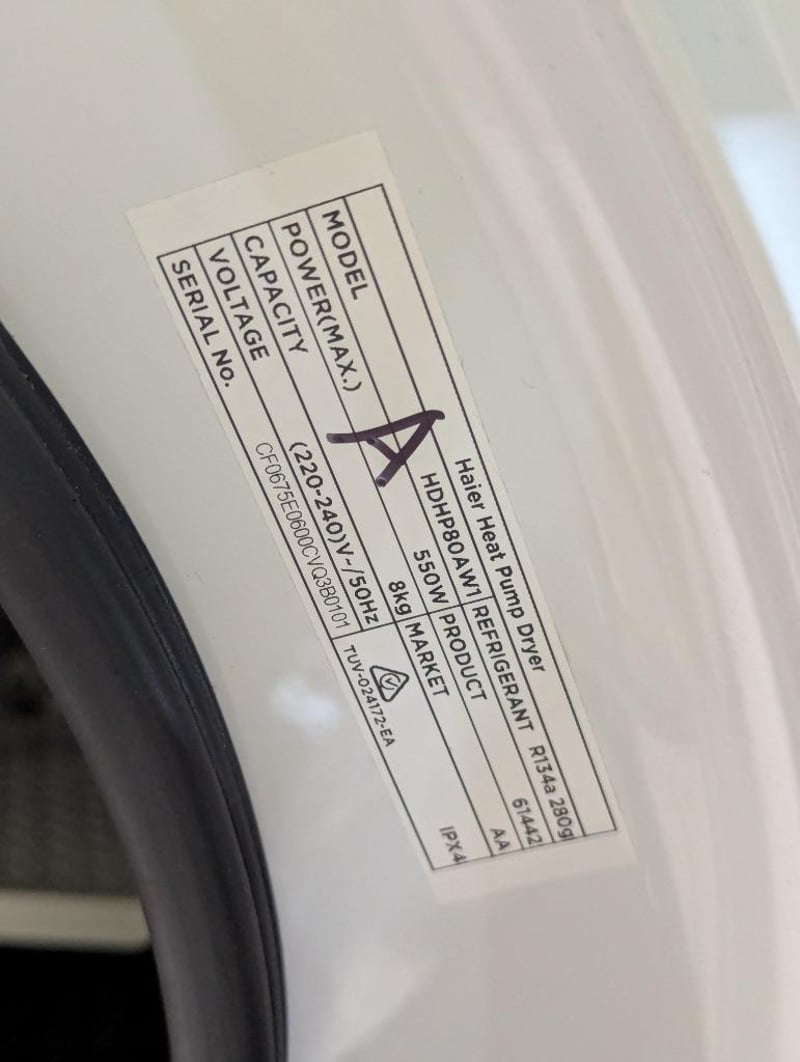 Haier Heat Pump Dryer
MODEL HDHP80AW1 REFRIGERANT R134a 280g
POWER(MAX.) 550W PRODUCT 61442
CAPACITY 8kg MARKET AA
VOLTAGE (220-240)V~/50Hz IPX4
SERIAL No. CF0675E0600CVQ3B0101 TUV-024172-EA
A